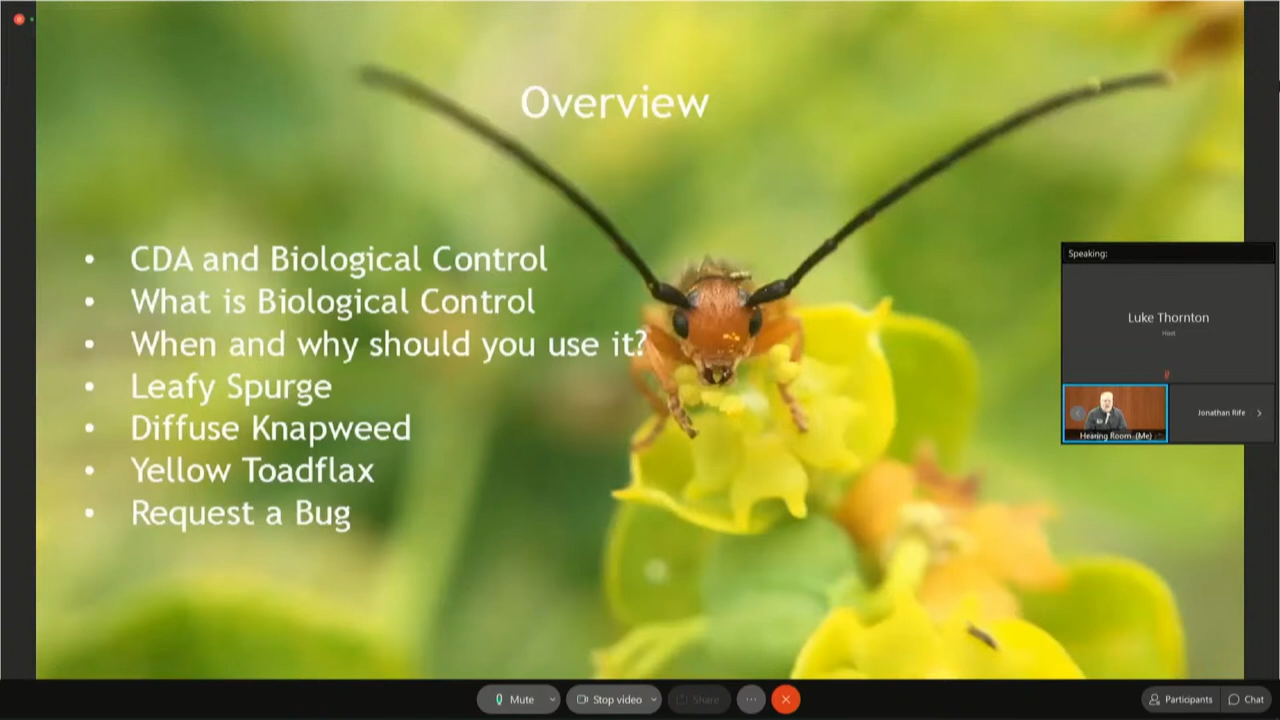 Overview
• CDA and Biological Control
• What is Biological Control
• When and why should you use it?
• Leafy Spurge
• Diffuse Knapweed
• Yellow Toadflax
• Request a Bug
Speaking:
Luke Thornton
Host
Hearing Room (Me)
Jonathan Rife
Mute
Stop video
Share
Participants
Chat